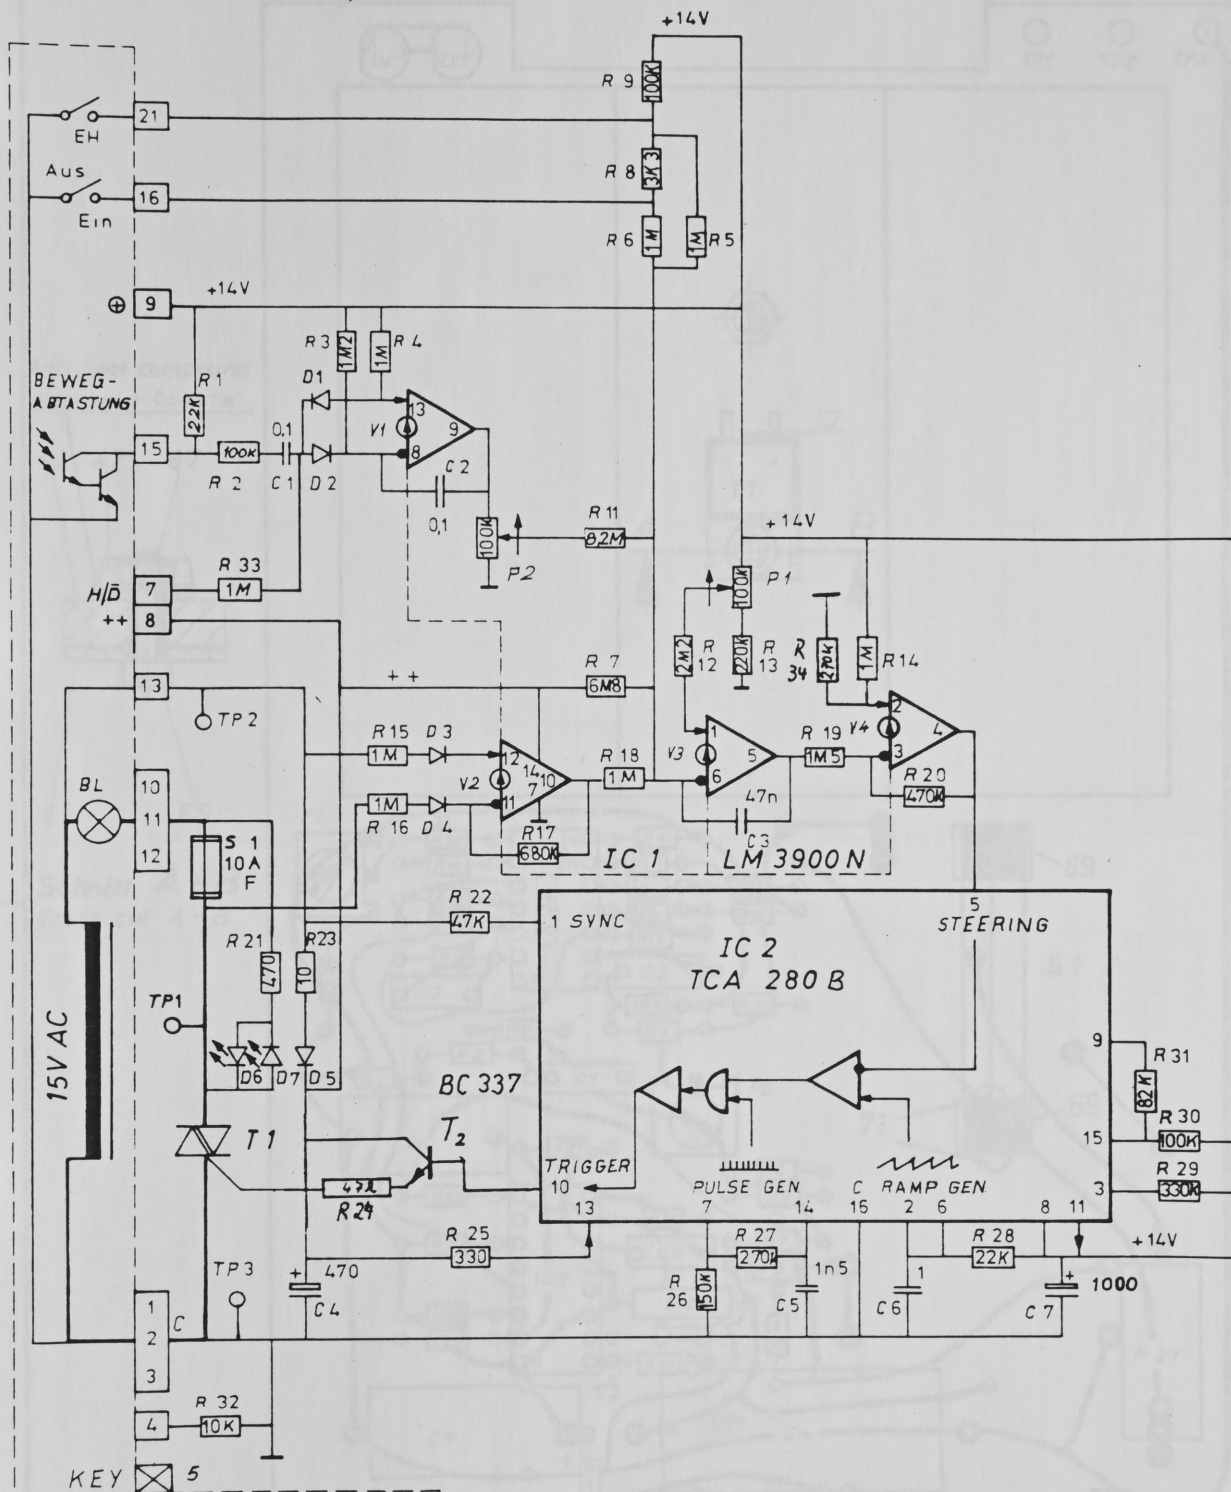 +14V
R 9
100K
21
EH
R 8
3K3
Aus
16
Ein
R 6
1M
1M
R 5
⊕
9
+14V
R 3
1M2
R 4
1M
BEWEG-
ABTASTUNG
R 1
2,2K
D1
13
V1
9
8
15
100K
R 2
0,1
C 1
D 2
C 2
0,1
100K
P2
R 11
8,2M
+14V
P 1
100K
R 33
H/D̄
7
1M
++
8
2M2
R
12
220K
R
13
R
34
270K
1M
R 14
13
TP 2
++
R 7
6M8
R 15
1M
D 3
12
14
10
7
11
V2
R 18
1M
1
V3
5
6
R 19
1M5
V4
2
4
3
BL
10
11
12
S 1
10A
F
1M
R 16
D 4
R17
680K
47n
C3
R 20
470K
IC 1
LM 3900 N
R 22
47K
1 SYNC
5
STEERING
R 21
470
R23
10
IC 2
TCA 280 B
TP1
15V AC
D6
D7
D 5
BC 337
9
R 31
82K
T 1
T2
15
R 30
100K
TRIGGER
10
PULSE GEN.
C
RAMP GEN.
3
R 29
330K
47Ω
R 24
13
7
14
15
2
6
8
11
R 25
330
R 27
270K
R 28
22K
+14V
TP3
+
470
C 4
R
26
150K
1n5
C 5
1
C 6
+
1000
C 7
1
C
2
3
R 32
4
10K
KEY
5